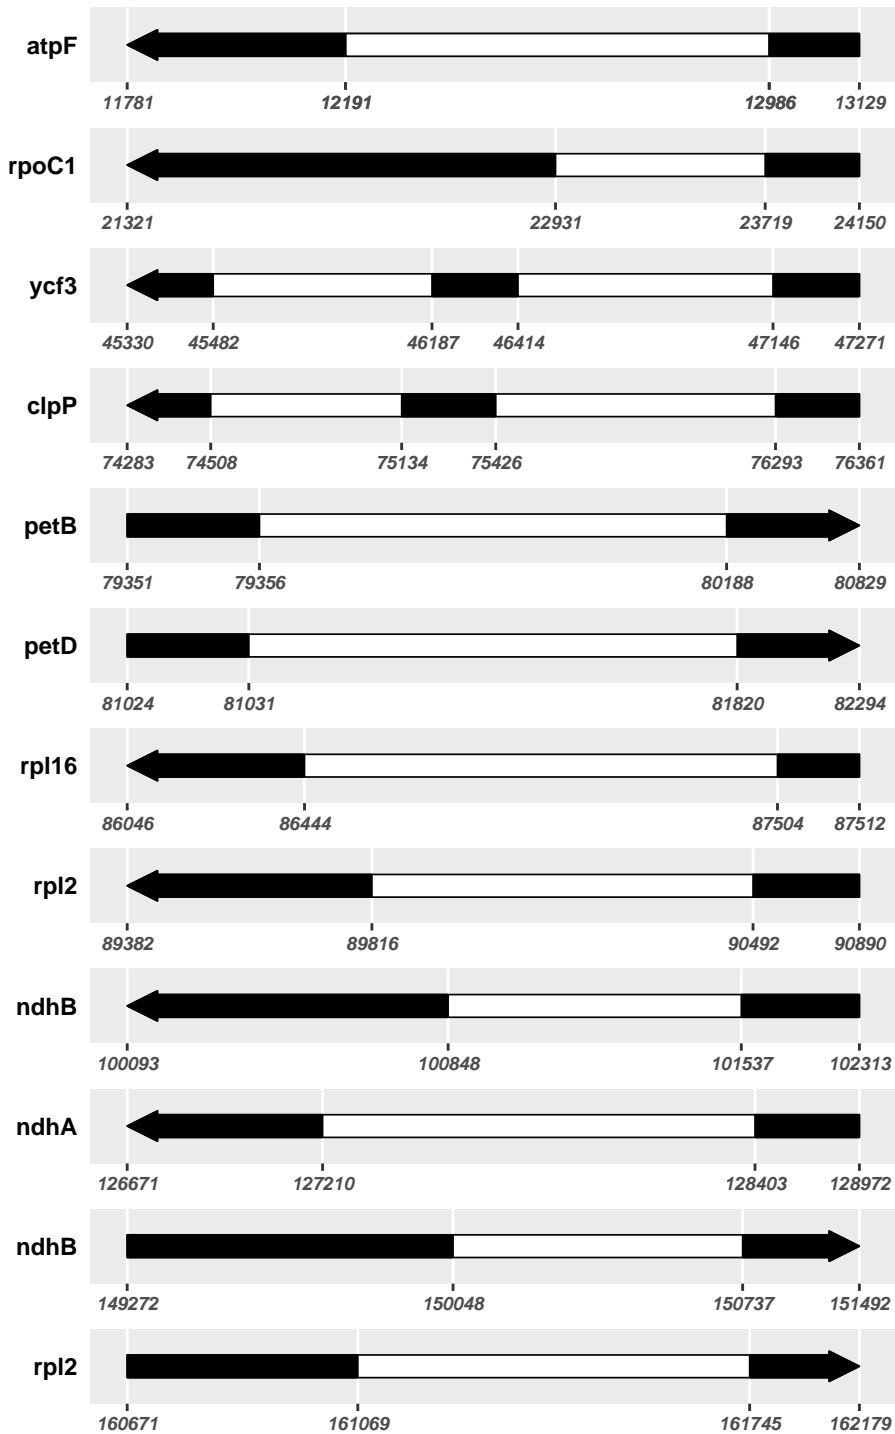 atpF
11781 12191 12986 13129
rpoC1
21321 22931 23719 24150
ycf3
45330 45482 46187 46414 47146 47271
clpP
74283 74508 75134 75426 76293 76361
petB
79351 79356 80188 80829
petD
81024 81031 81820 82294
rpl16
86046 86444 87504 87512
rpl2
89382 89816 90492 90890
ndhB
100093 100848 101537 102313
ndhA
126671 127210 128403 128972
ndhB
149272 150048 150737 151492
rpl2
160671 161069 161745 162179